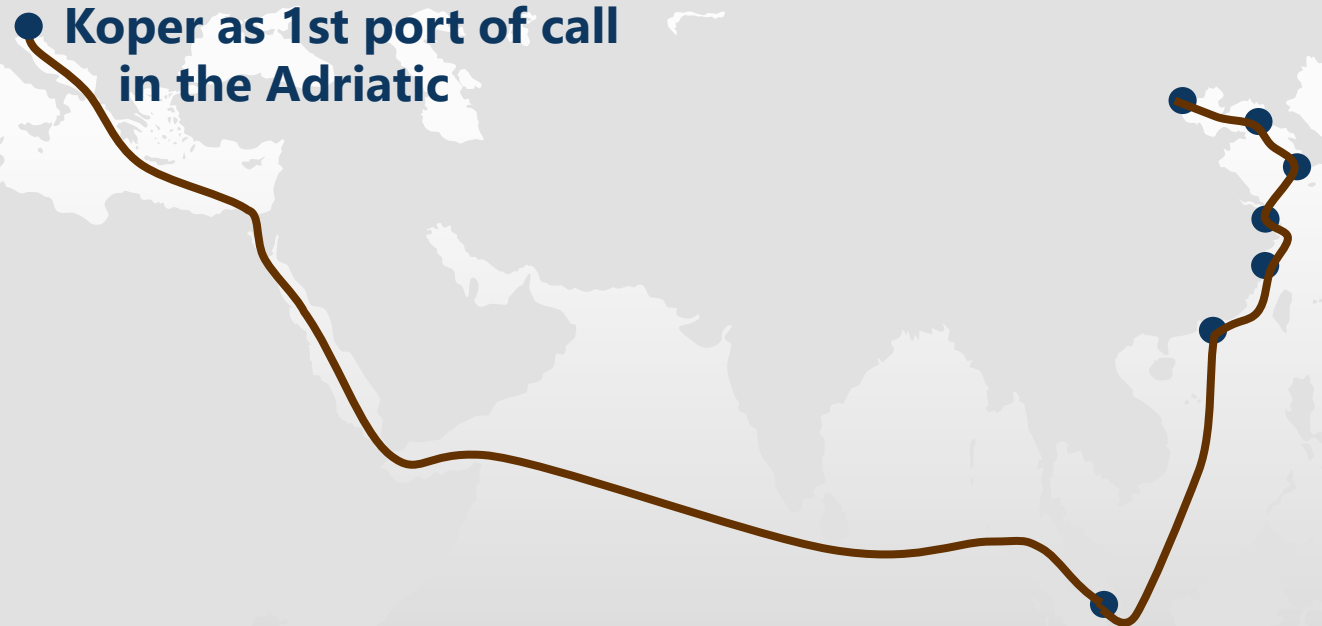 Koper as 1st port of call
in the Adriatic